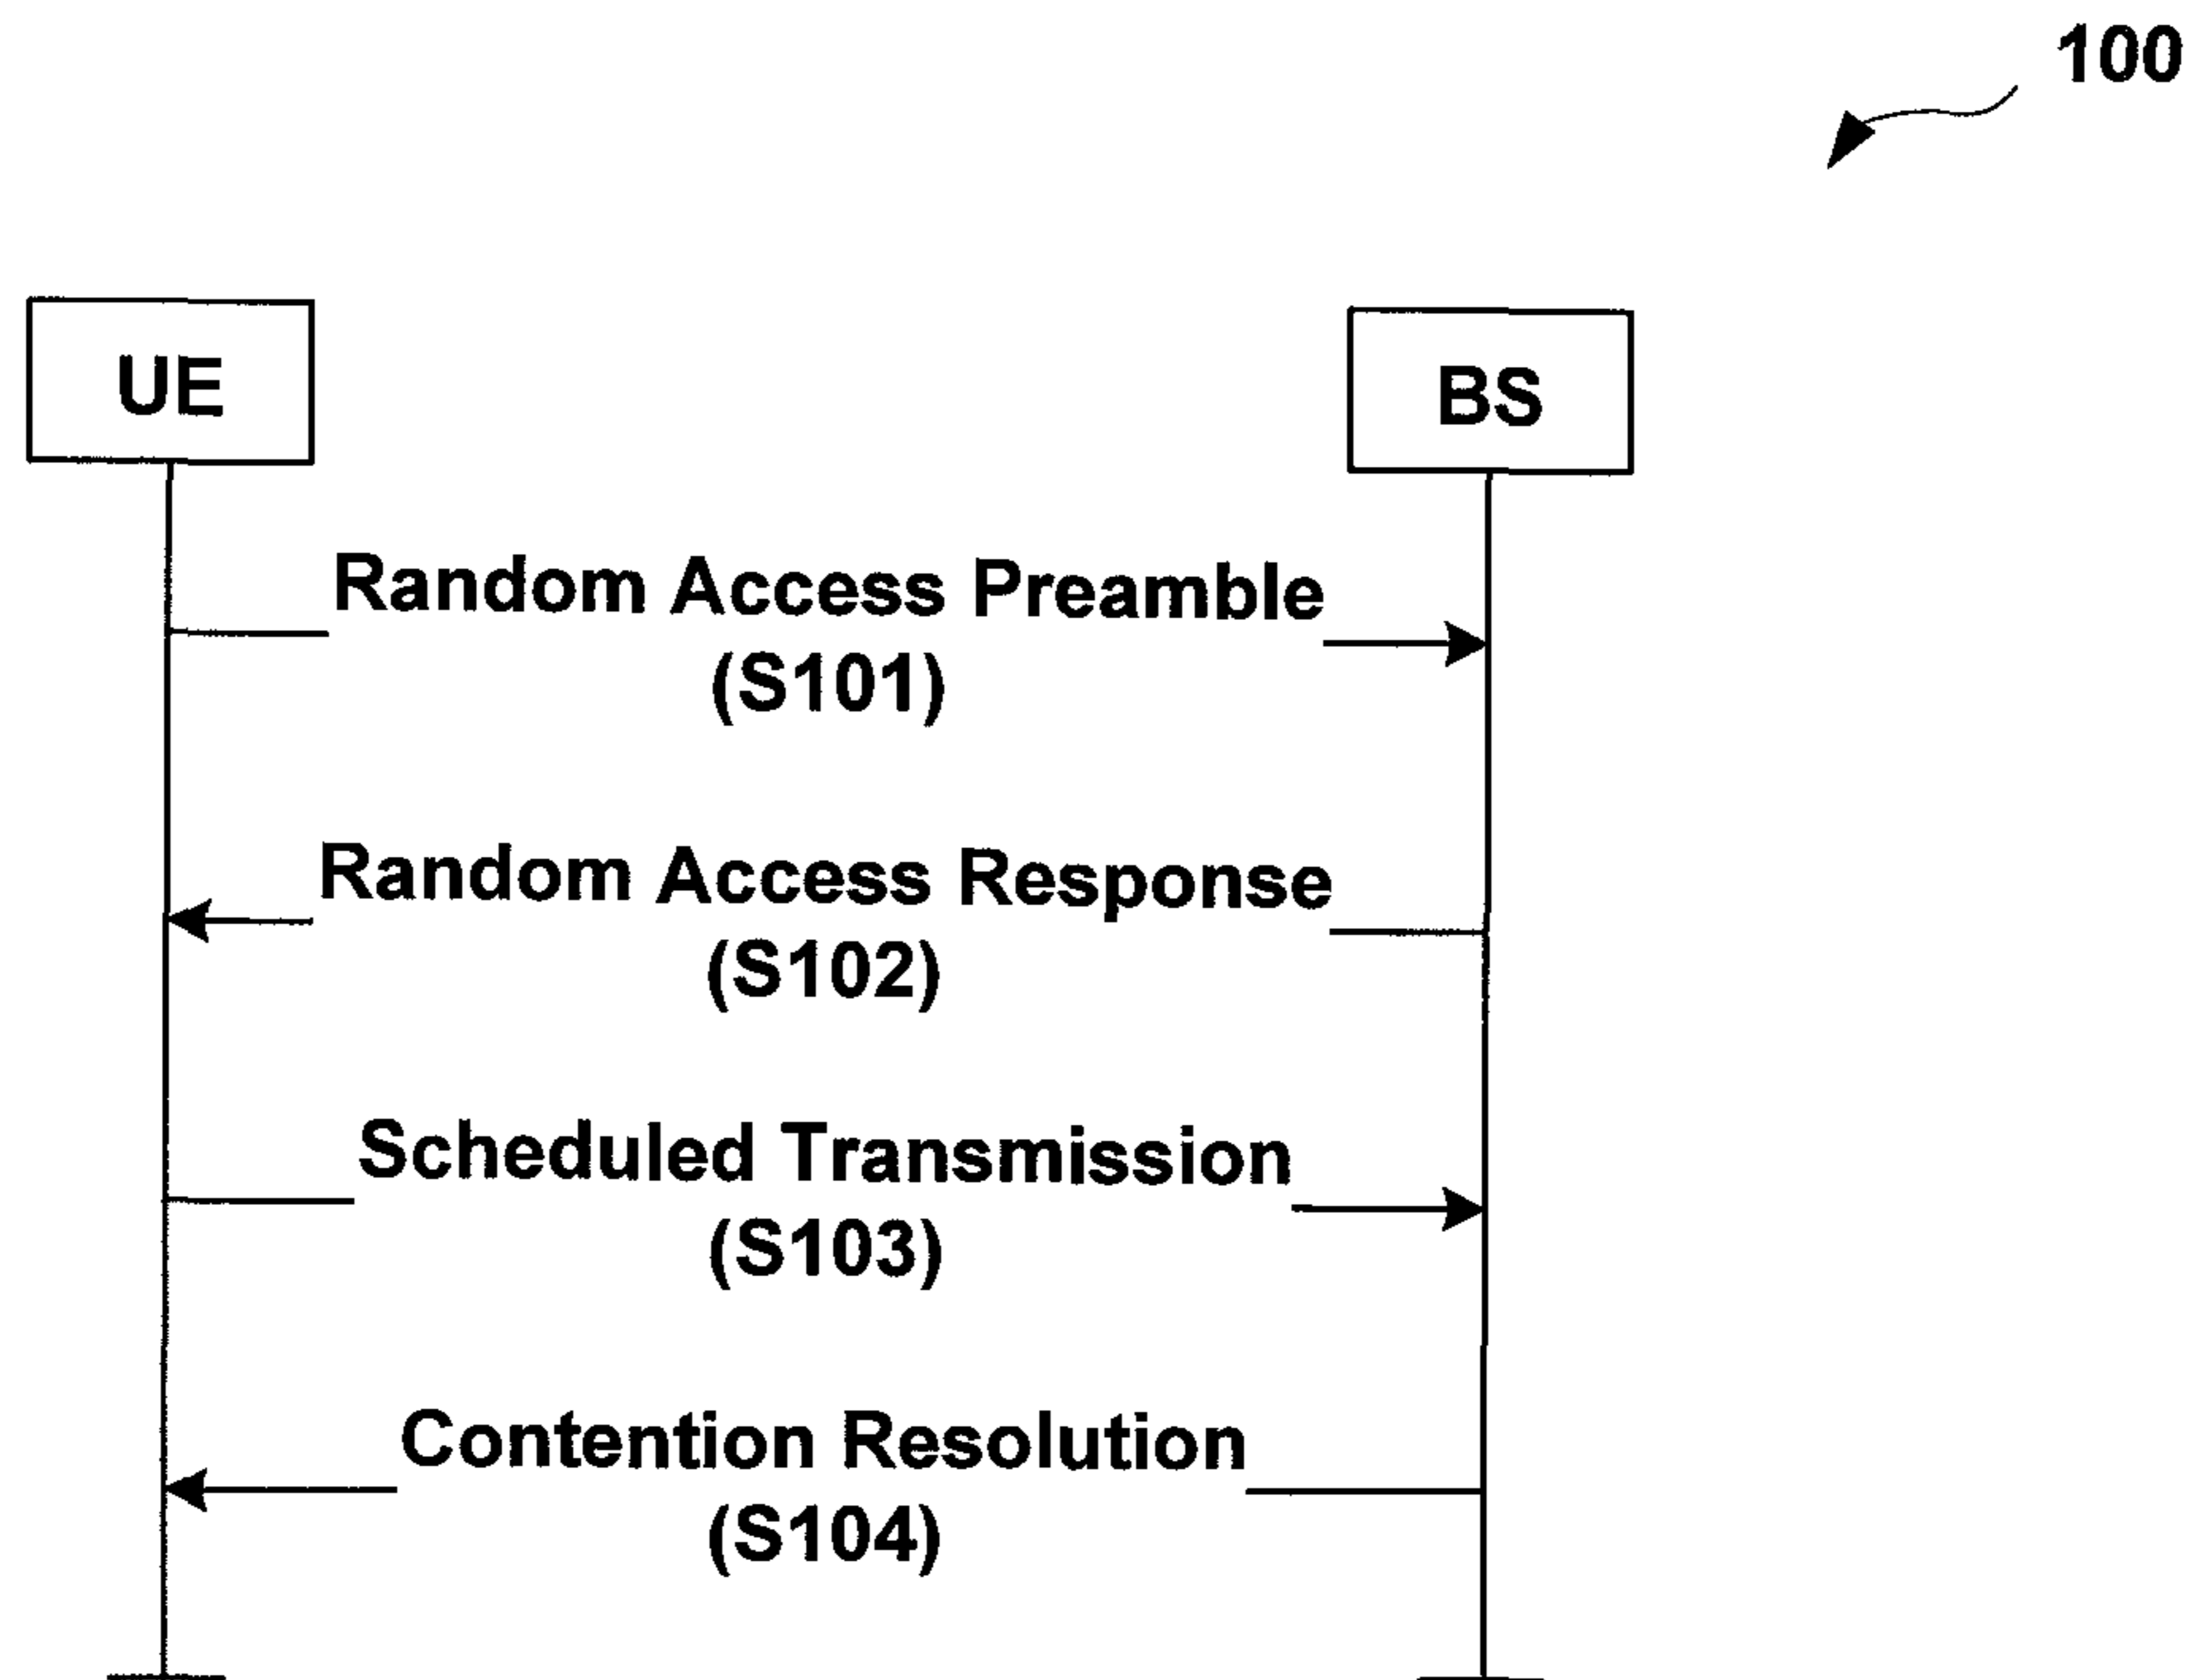 100
UE
BS
Random Access Preamble
(S101)
Random Access Response
(S102)
Scheduled Transmission
(S103)
Contention Resolution
(S104)